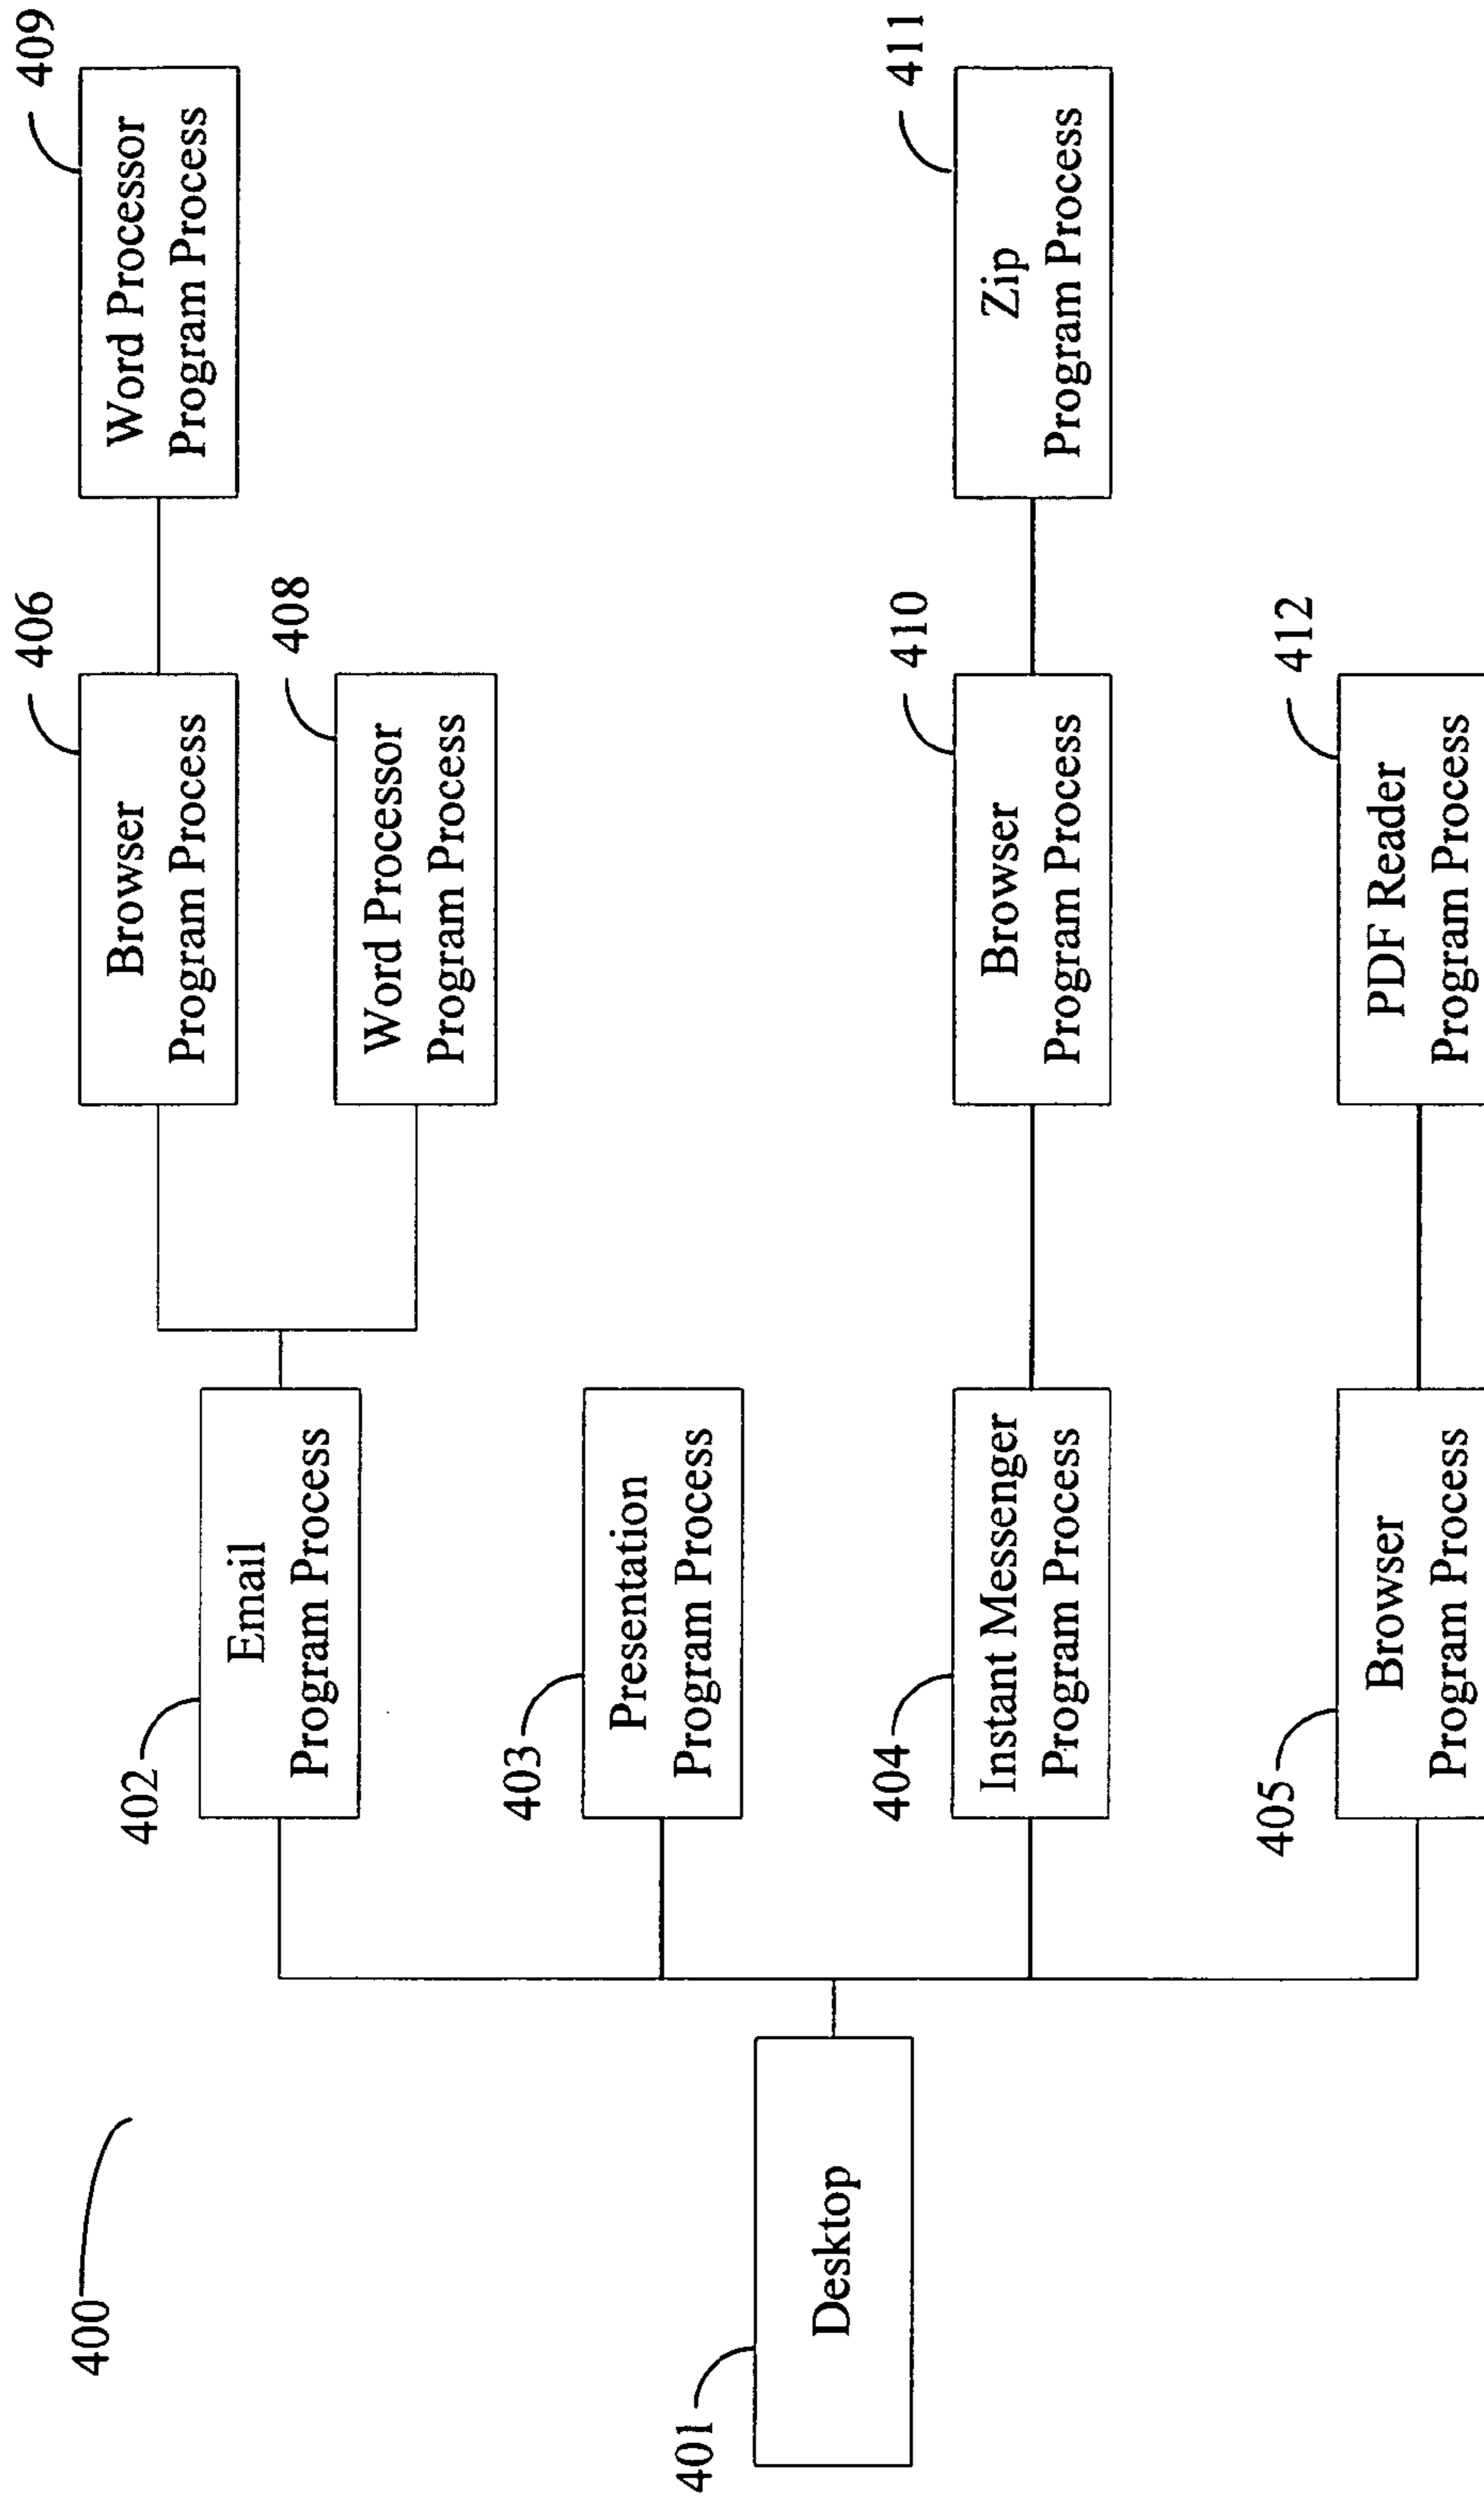 400
401
Desktop
402
Email
Program Process
403
Presentation
Program Process
404
Instant Messenger
Program Process
405
Browser
Program Process
406
Browser
Program Process
408
Word Processor
Program Process
410
Browser
Program Process
412
PDF Reader
Program Process
409
Word Processor
Program Process
411
Zip
Program Process